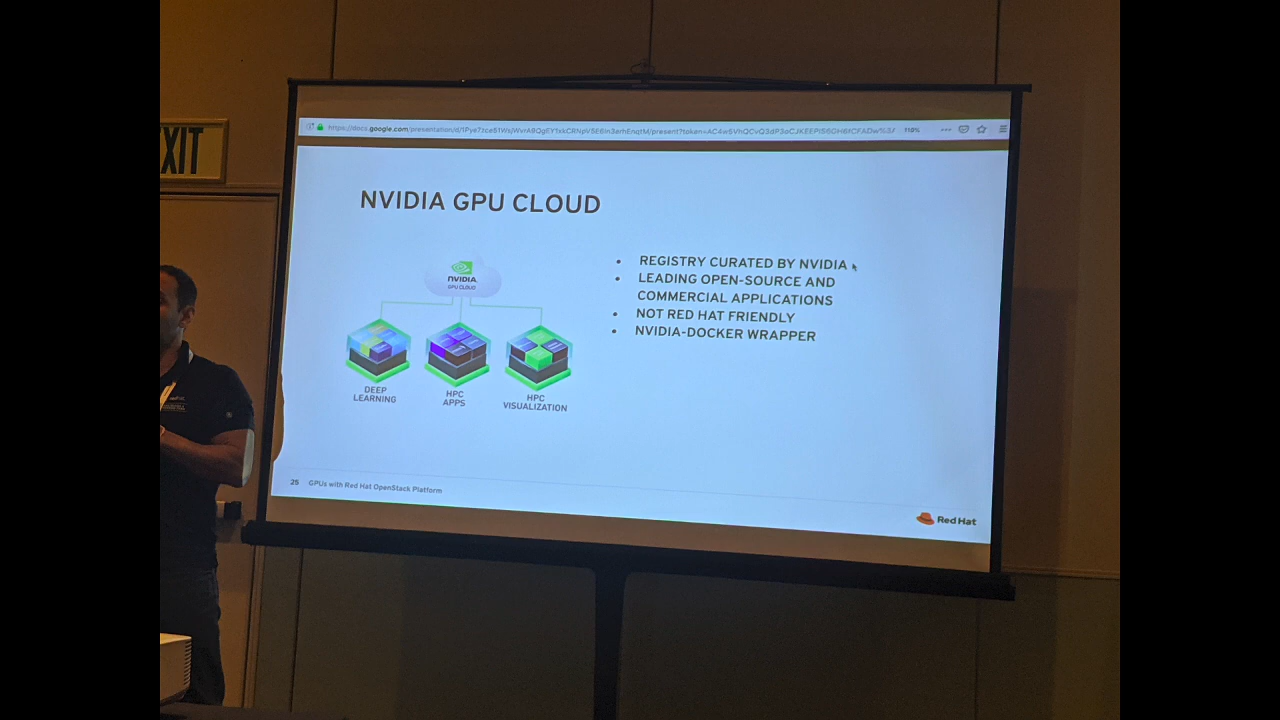 EXIT
110%
NVIDIA GPU CLOUD
NVIDIA
GPU CLOUD
DEEP
LEARNING
HPC
APPS
HPC
VISUALIZATION
• REGISTRY CURATED BY NVIDIA
• LEADING OPEN-SOURCE AND
COMMERCIAL APPLICATIONS
• NOT RED HAT FRIENDLY
• NVIDIA-DOCKER WRAPPER
25 GPUs with Red Hat OpenStack Platform
Red Hat